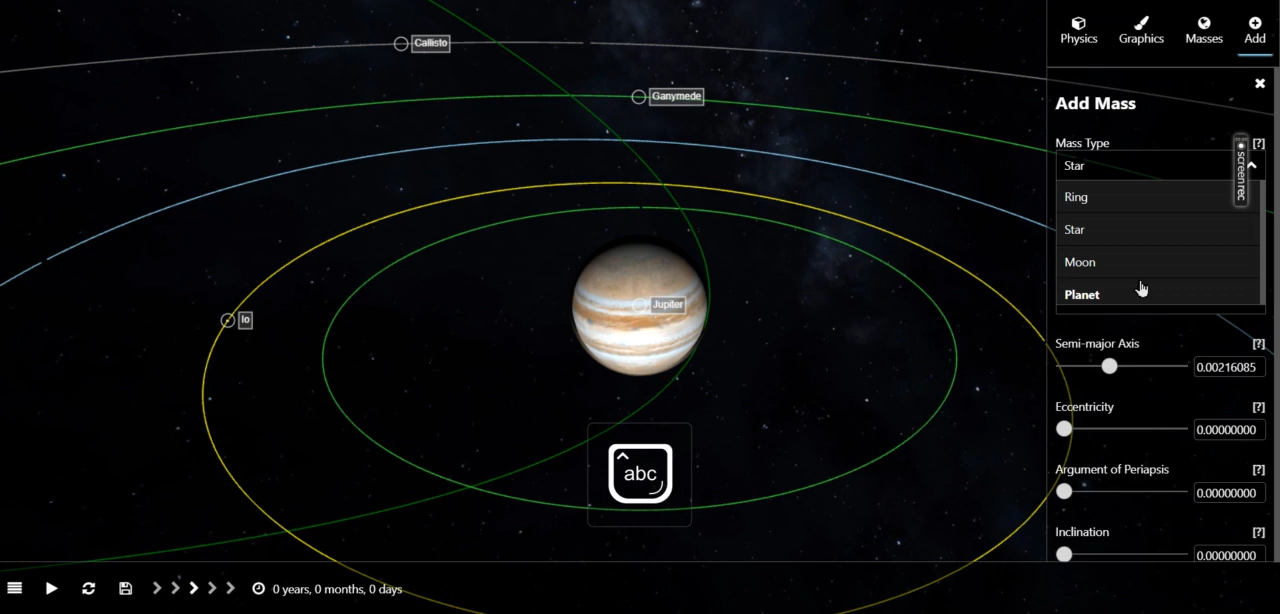 Callisto
Ganymede
Io
Jupiter
abc
Physics
Graphics
Masses
Add
Add Mass
Mass Type
[?]
Star
screenrec
Ring
Star
Moon
Planet
Semi-major Axis
[?]
0.00216085
Eccentricity
[?]
0.00000000
Argument of Periapsis
[?]
0.00000000
Inclination
[?]
0.00000000
0 years, 0 months, 0 days